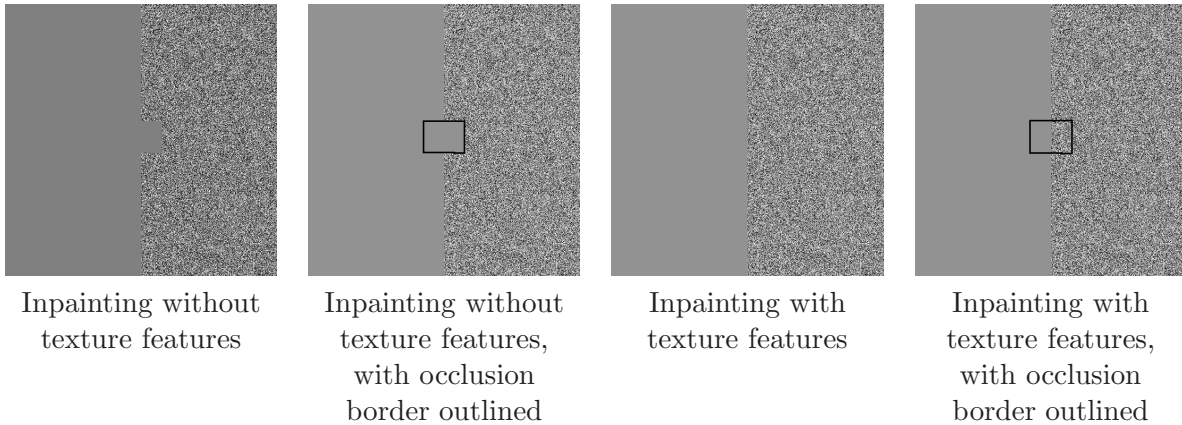 Inpainting without
texture features
Inpainting without
texture features,
with occlusion
border outlined
Inpainting with
texture features
Inpainting with
texture features,
with occlusion
border outlined